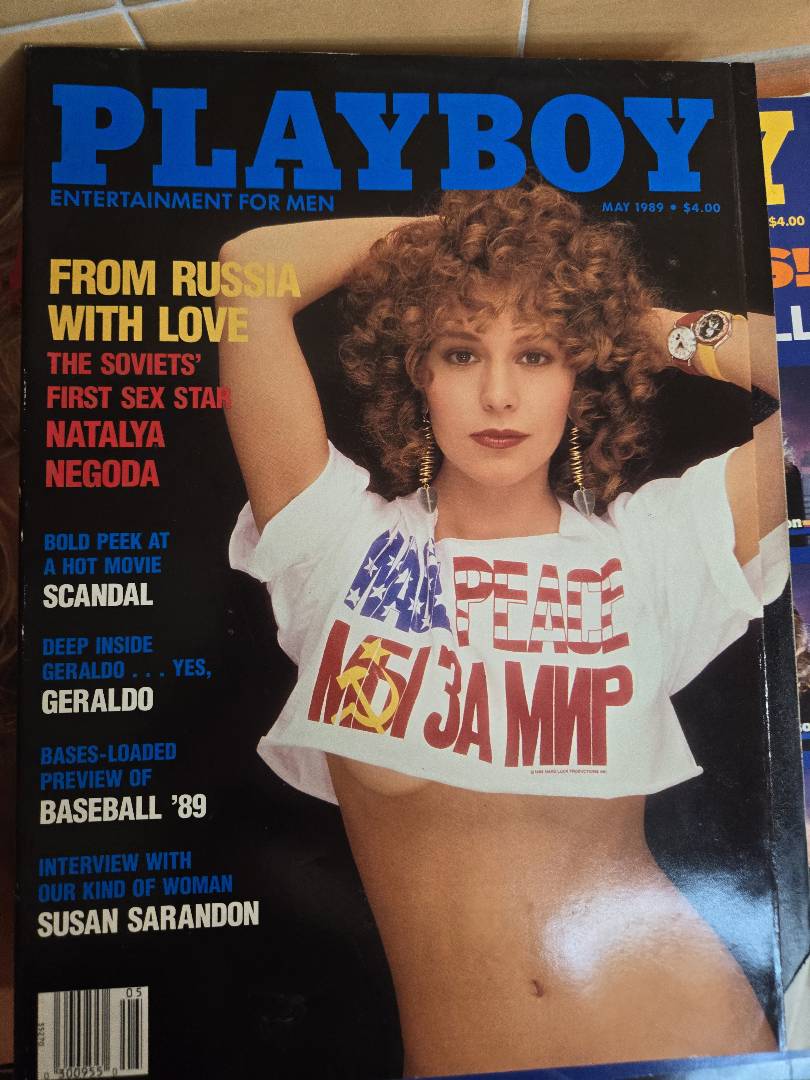 PLAYBOY
ENTERTAINMENT FOR MEN
MAY 1989 • $4.00
FROM RUSSIA
WITH LOVE
THE SOVIETS'
FIRST SEX STAR
NATALYA
NEGODA
BOLD PEEK AT
A HOT MOVIE
SCANDAL
DEEP INSIDE
GERALDO . . . YES,
GERALDO
BASES-LOADED
PREVIEW OF
BASEBALL '89
INTERVIEW WITH
OUR KIND OF WOMAN
SUSAN SARANDON
PEACE
МЫ ЗА МИР
05
Y
$4.00
S!
LL